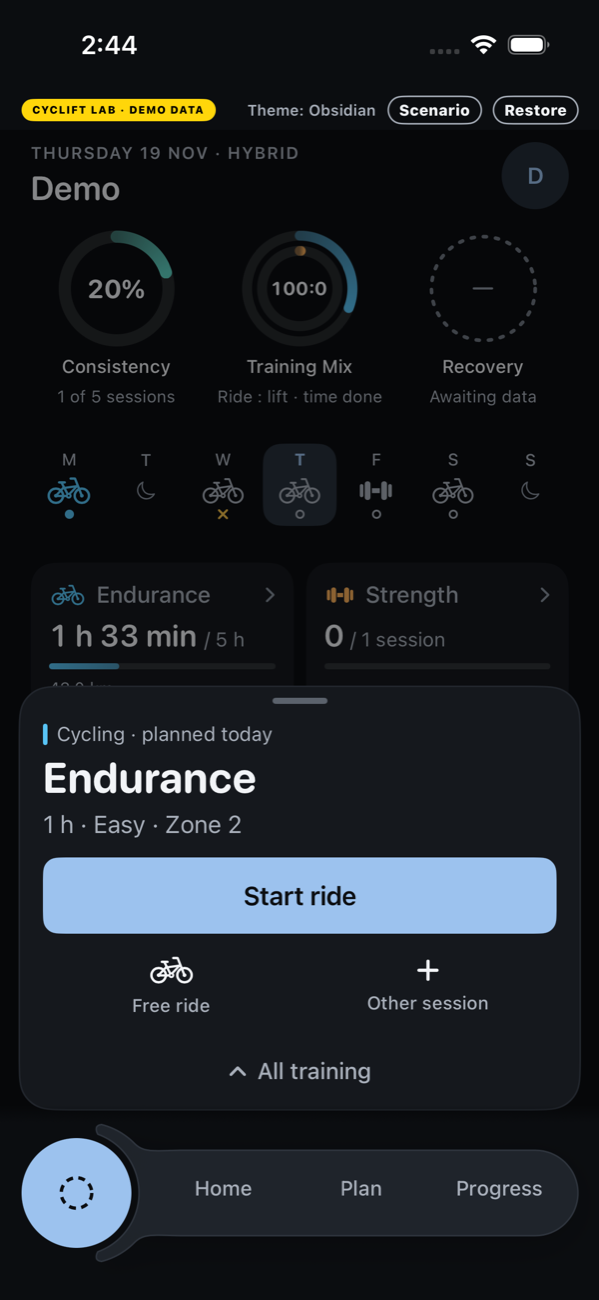 2:44
CYCLIFT LAB · DEMO DATA
Theme: Obsidian
Scenario
Restore
THURSDAY 19 NOV · HYBRID
Demo
D
20%
100:0
—
Consistency
Training Mix
Recovery
1 of 5 sessions
Ride : lift · time done
Awaiting data
M T W T F S S
Endurance
Strength
1 h 33 min / 5 h
0 / 1 session
Cycling · planned today
Endurance
1 h · Easy · Zone 2
Start ride
Free ride
Other session
All training
Home
Plan
Progress